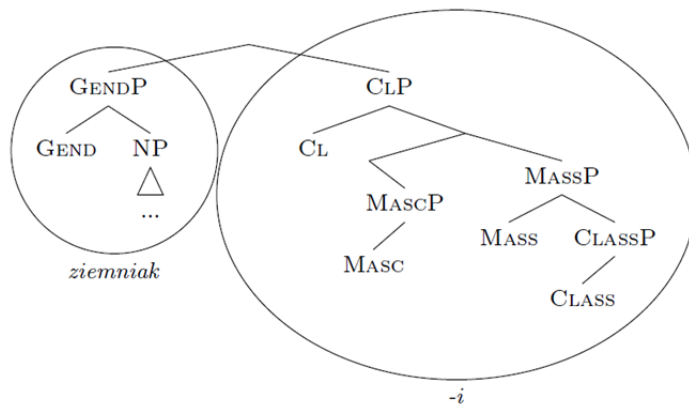 GENDP CLP
GEND NP CL
MASSP
... MASCP MASS CLASSP
ziemniak MASC
CLASS
-i